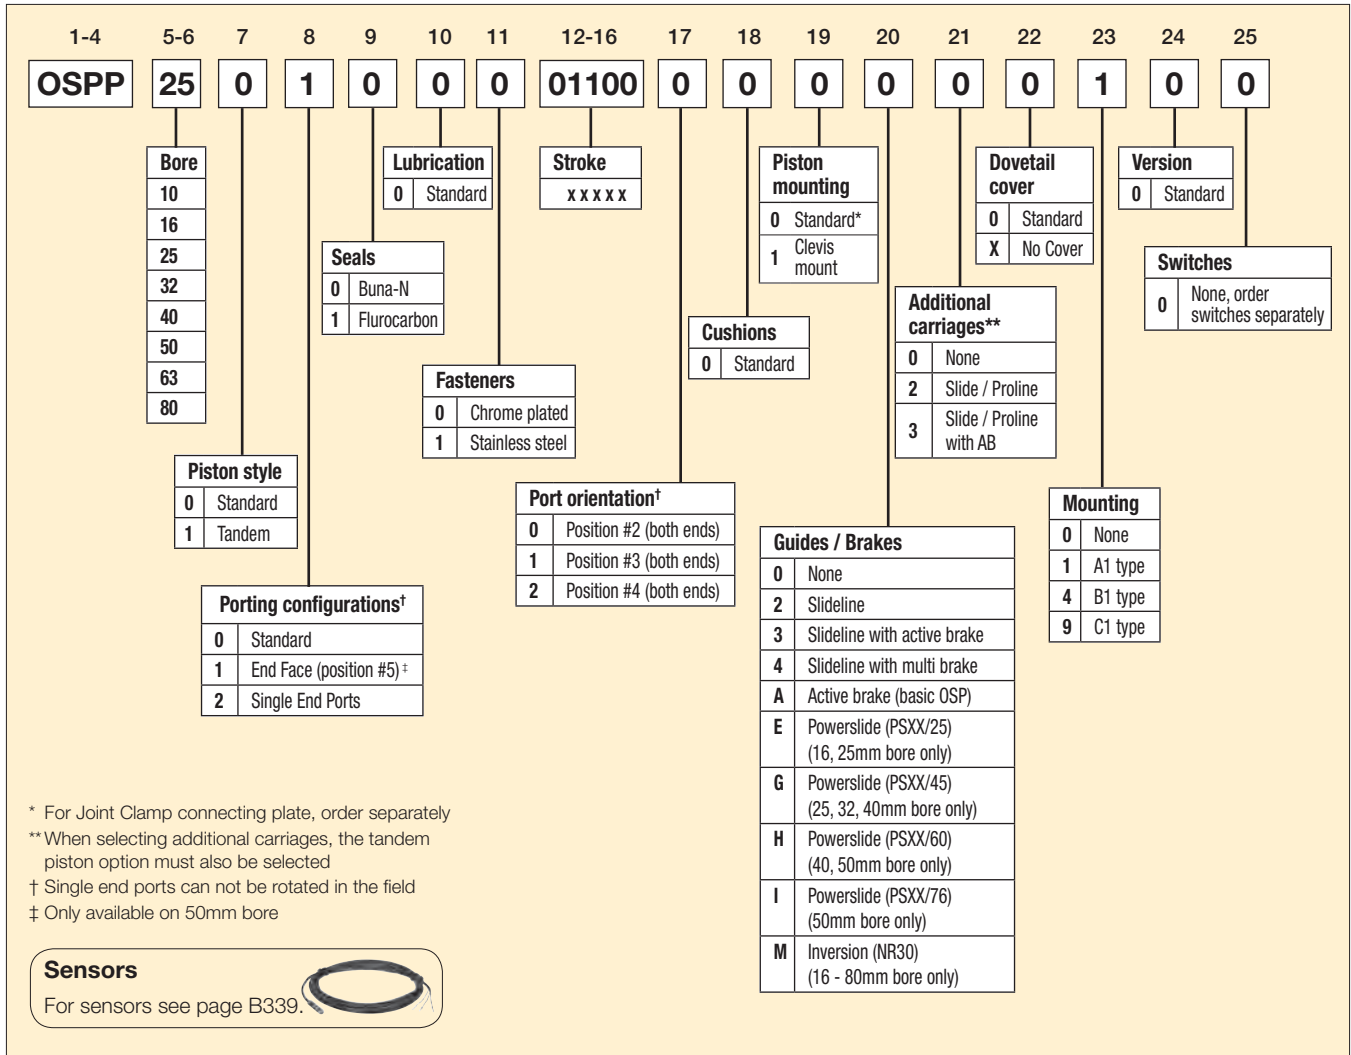 1-4 5-6 7 8 9 10 11 12-16 17 18 19 20 21 22 23 24 25
OSPP 25 0 1 0 0 0 01100 0 0 0 0 0 0 1 0 0
Bore
10
16
25
32
40
50
63
80
Piston style
0 Standard
1 Tandem
Porting configurations†
0 Standard
1 End Face (position #5) ‡
2 Single End Ports
Seals
0 Buna-N
1 Flurocarbon
Lubrication
0 Standard
Fasteners
0 Chrome plated
1 Stainless steel
Stroke
x x x x x
Port orientation†
0 Position #2 (both ends)
1 Position #3 (both ends)
2 Position #4 (both ends)
Cushions
0 Standard
Piston
mounting
0 Standard*
1 Clevis
mount
Guides / Brakes
0 None
2 Slideline
3 Slideline with active brake
4 Slideline with multi brake
A Active brake (basic OSP)
E Powerslide (PSXX/25)
(16, 25mm bore only)
G Powerslide (PSXX/45)
(25, 32, 40mm bore only)
H Powerslide (PSXX/60)
(40, 50mm bore only)
I Powerslide (PSXX/76)
(50mm bore only)
M Inversion (NR30)
(16 - 80mm bore only)
Additional
carriages**
0 None
2 Slide / Proline
3 Slide / Proline
with AB
Dovetail
cover
0 Standard
X No Cover
Mounting
0 None
1 A1 type
4 B1 type
9 C1 type
Version
0 Standard
Switches
0 None, order
switches separately
* For Joint Clamp connecting plate, order separately
** When selecting additional carriages, the tandem
piston option must also be selected
† Single end ports can not be rotated in the field
‡ Only available on 50mm bore
Sensors
For sensors see page B339.